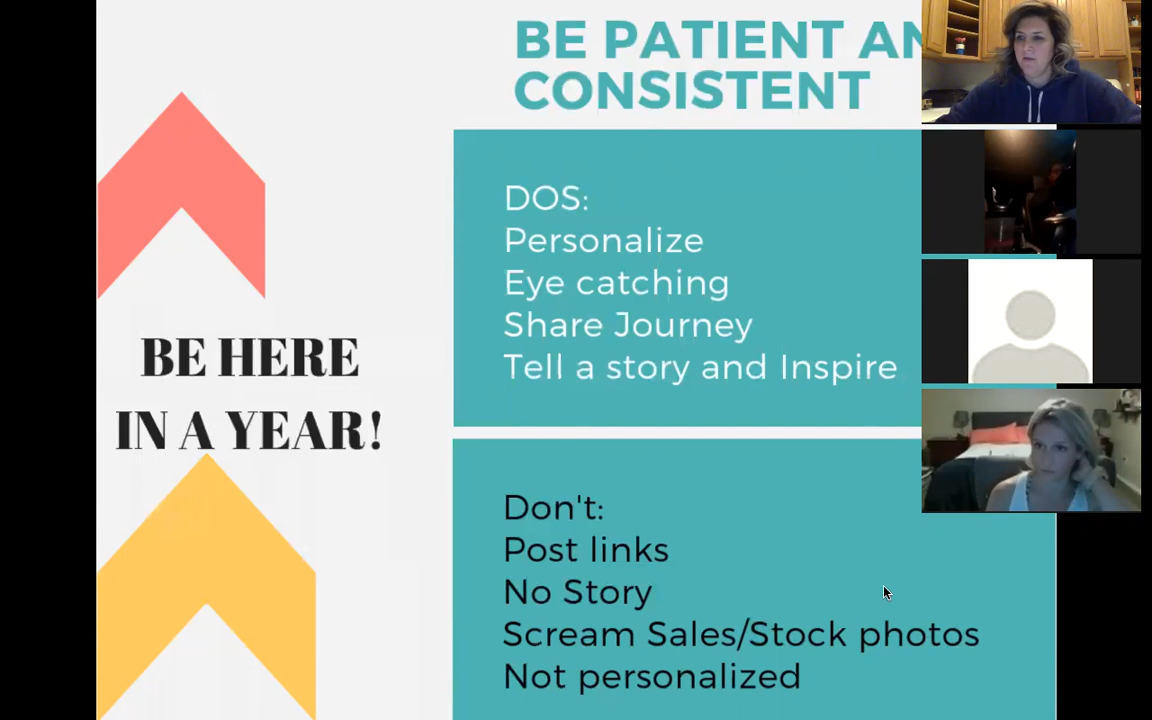 BE PATIENT
CONSISTENT
DOS:
Personalize
Eye catching
Share Journey
Tell a story and Inspire
BE HERE
IN A YEAR!
Don't:
Post links
No Story
Scream Sales/Stock photos
Not personalized